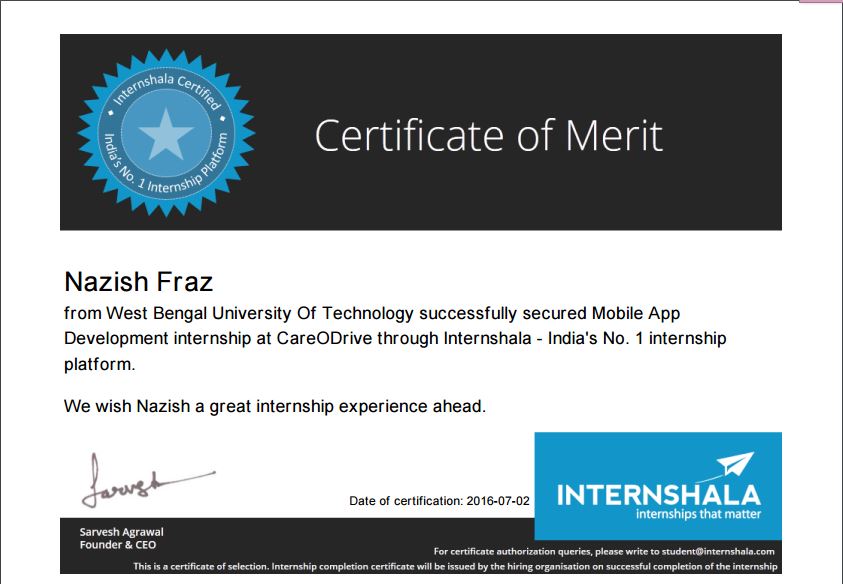 Internshala Certified
India's No. 1 Internship Platform
Certificate of Merit
Nazish Fraz
from West Bengal University Of Technology successfully secured Mobile App
Development internship at CareODrive through Internshala - India's No. 1 internship
platform.
We wish Nazish a great internship experience ahead.
Sarvesh
Date of certification: 2016-07-02
INTERNSHALA
internships that matter
Sarvesh Agrawal
Founder & CEO
For certificate authorization queries, please write to student@internshala.com
This is a certificate of selection. Internship completion certificate will be issued by the hiring organisation on successful completion of the internship